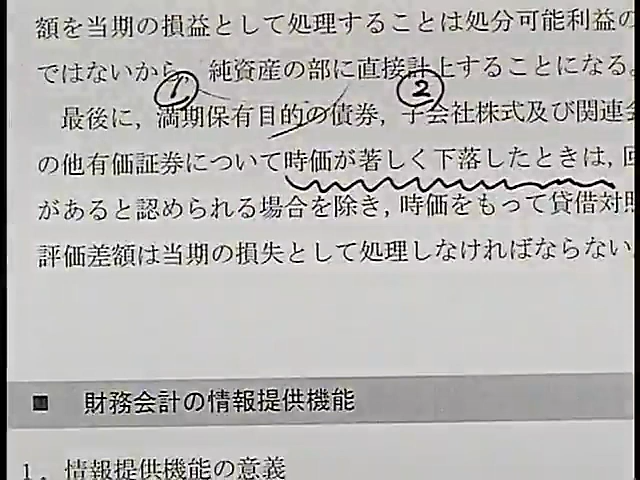 額を当期の損益として処理することは処分可能利益の
ではないから、純資産の部に直接計上することになる。
① ②
最後に,満期保有目的の債券,子会社株式及び関連会
の他有価証券について時価が著しく下落したときは,回
があると認められる場合を除き,時価をもって貸借対照
評価差額は当期の損失として処理しなければならない
■ 財務会計の情報提供機能
1.情報提供機能の意義